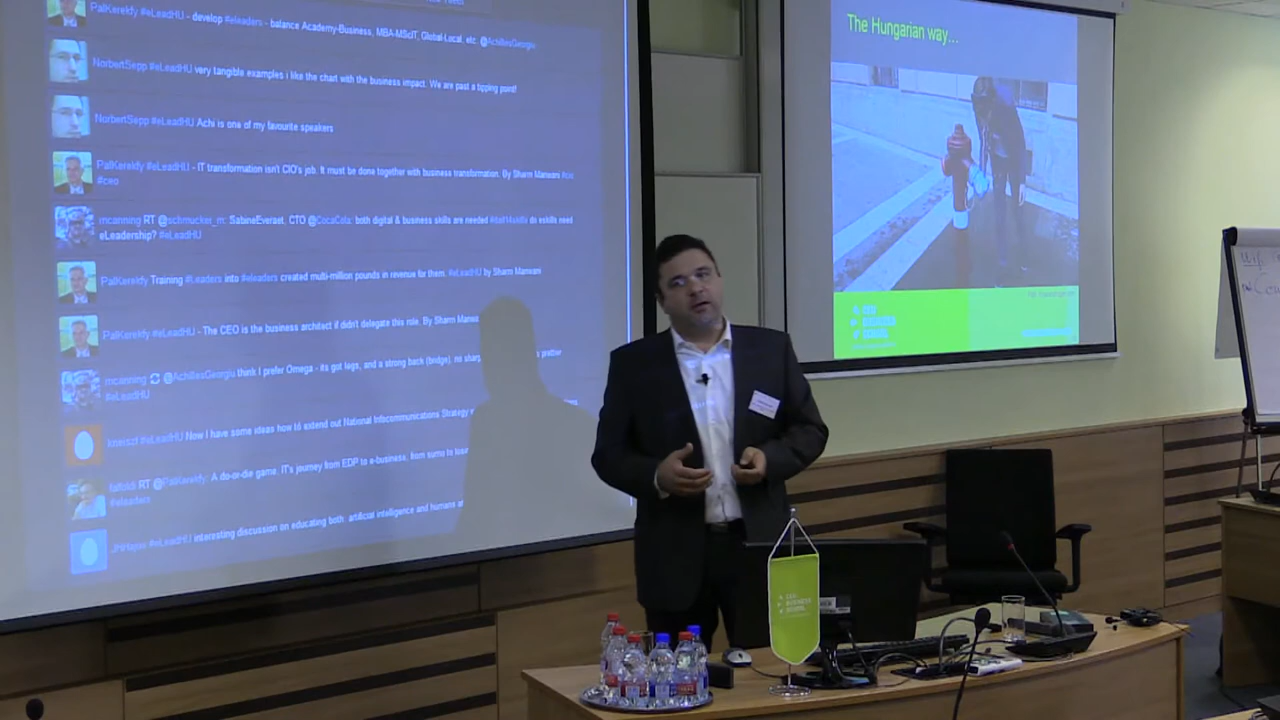 PalKerekfy #eLeadHU - develop #eleaders - balance Academy-Business, MBA-MScIT, Global-Local, etc. @AchillesGeorgiu
NorbertSepp #eLeadHU very tangible examples i like the chart with the business impact. We are past a tipping point!
NorbertSepp #eLeadHU Achi is one of my favourite speakers
PalKerekfy #eLeadHU - IT transformation isn't CIO's job. It must be done together with business transformation. By Sharm Manwani #cio
#ceo
mcanning RT @schmucker_m: SabineEveraet, CTO @CocaCola: both digital & business skills are needed do eskills need
eLeadership? #eLeadHU
PalKerekfy Training #Leaders into #eleaders created multi-million pounds in revenue for them. #eLeadHU by Sharm Manwani
PalKerekfy #eLeadHU - The CEO is the business architect if didn't delegate this role. By Sharm Manwa
mcanning @AchillesGeorgiu think I prefer Omega - its got legs, and a strong back (bridge), no sharp
#eLeadHU
#eLeadHU Now I have some ideas how to extend out National Infocommunications Strategy
RT @PalKerekfy: A do-or-die game. IT's journey from EDP to e-business, from sumo to
#eleaders
#eLeadHU interesting discussion on educating both artificial intelligence and humans
The Hungarian way...
CEU
BUSINESS
SCHOOL
CEU
BUSINESS
SCHOOL